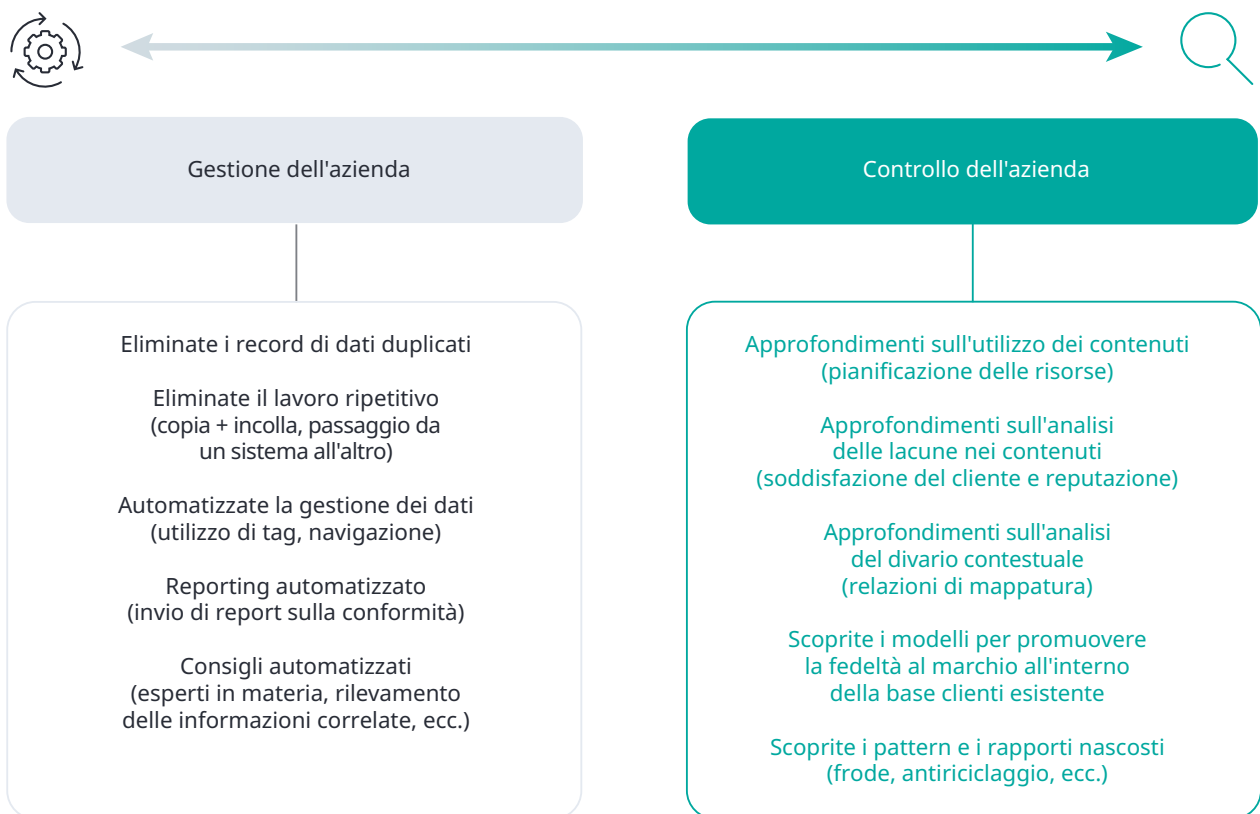 Gestione dell'azienda
Eliminate i record di dati duplicati
Eliminate il lavoro ripetitivo
(copia + incolla, passaggio da
un sistema all'altro)
Automatizzate la gestione dei dati
(utilizzo di tag, navigazione)
Reporting automatizzato
(invio di report sulla conformità)
Consigli automatizzati
(esperti in materia, rilevamento
delle informazioni correlate, ecc.)
Controllo dell'azienda
Approfondimenti sull'utilizzo dei contenuti
(pianificazione delle risorse)
Approfondimenti sull'analisi
delle lacune nei contenuti
(soddisfazione del cliente e reputazione)
Approfondimenti sull'analisi
del divario contestuale
(relazioni di mappatura)
Scoprite i modelli per promuovere
la fedeltà al marchio all'interno
della base clienti esistente
Scoprite i pattern e i rapporti nascosti
(frode, antiriciclaggio, ecc.)